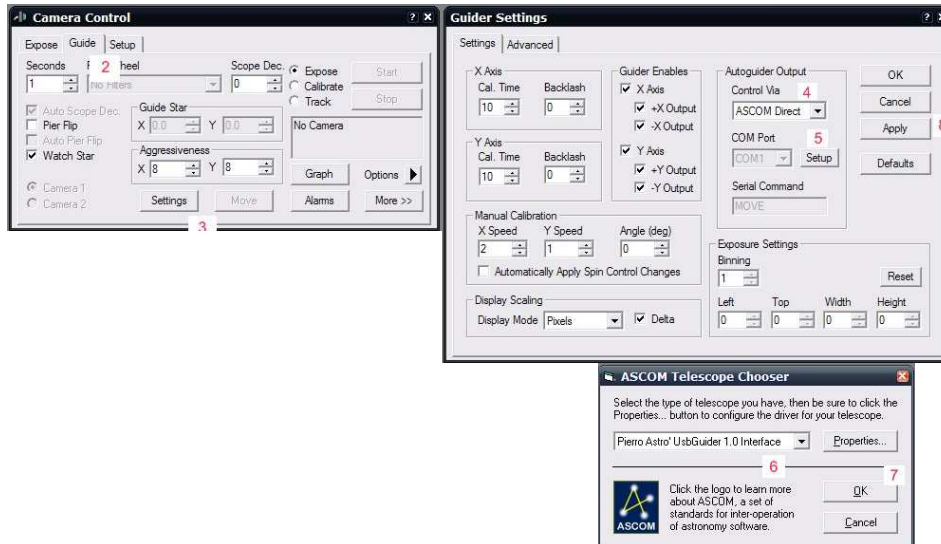 Camera Control
Expose Guide Setup
Seconds F 2 heel Scope Dec.
1 No Filters 0
Expose
Calibrate
Track
Start
Stop
Auto Scope Dec.
Pier Flip
Auto Pier Flip
Watch Star
Guide Star
X 0.0 Y 0.0
Aggressiveness
X 8 Y 8
No Camera
Camera 1
Camera 2
Settings Move
Graph Options
Alarms More >>
3
Guider Settings
Settings Advanced
X Axis
Cal. Time Backlash
10 0
Y Axis
Cal. Time Backlash
10 0
Guider Enables
X Axis
+X Output
-X Output
Y Axis
+Y Output
-Y Output
Autoguider Output
Control Via 4
ASCOM Direct
COM Port 5
COM1 Setup
Serial Command
MOVE
OK
Cancel
Apply 8
Defaults
Manual Calibration
X Speed Y Speed Angle (deg)
2 1 0
Automatically Apply Spin Control Changes
Display Scaling
Display Mode Pixels Delta
Exposure Settings
Binning
1 Reset
Left Top Width Height
0 0 0 0
ASCOM Telescope Chooser
Select the type of telescope you have, then be sure to click the
Properties... button to configure the driver for your telescope.
Pierro Astro' UsbGuider 1.0 Interface Properties...
6 7
ASCOM
Click the logo to learn more
about ASCOM, a set of
standards for inter-operation
of astronomy software.
OK
Cancel